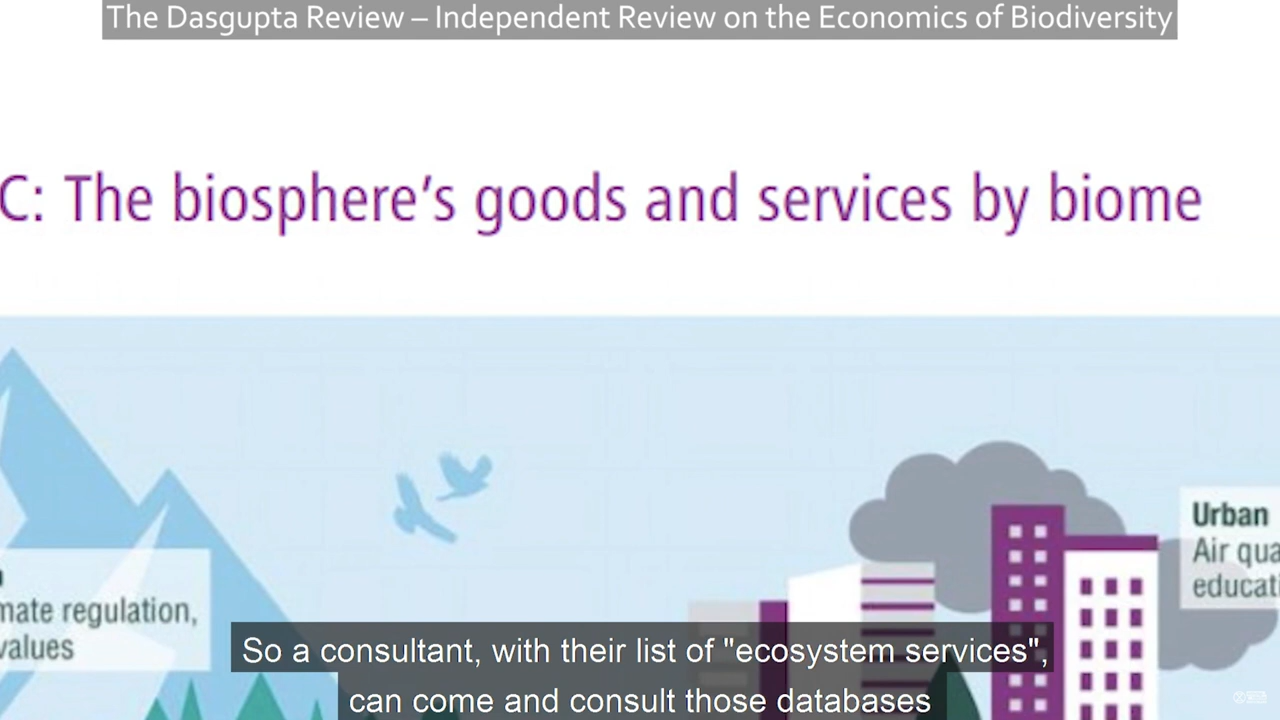 The Dasgupta Review – Independent Review on the Economics of Biodiversity
C: The biosphere's goods and services by biome
Urban
Air qua
educati
mate regulation,
values
So a consultant, with their list of "ecosystem services",
can come and consult those databases